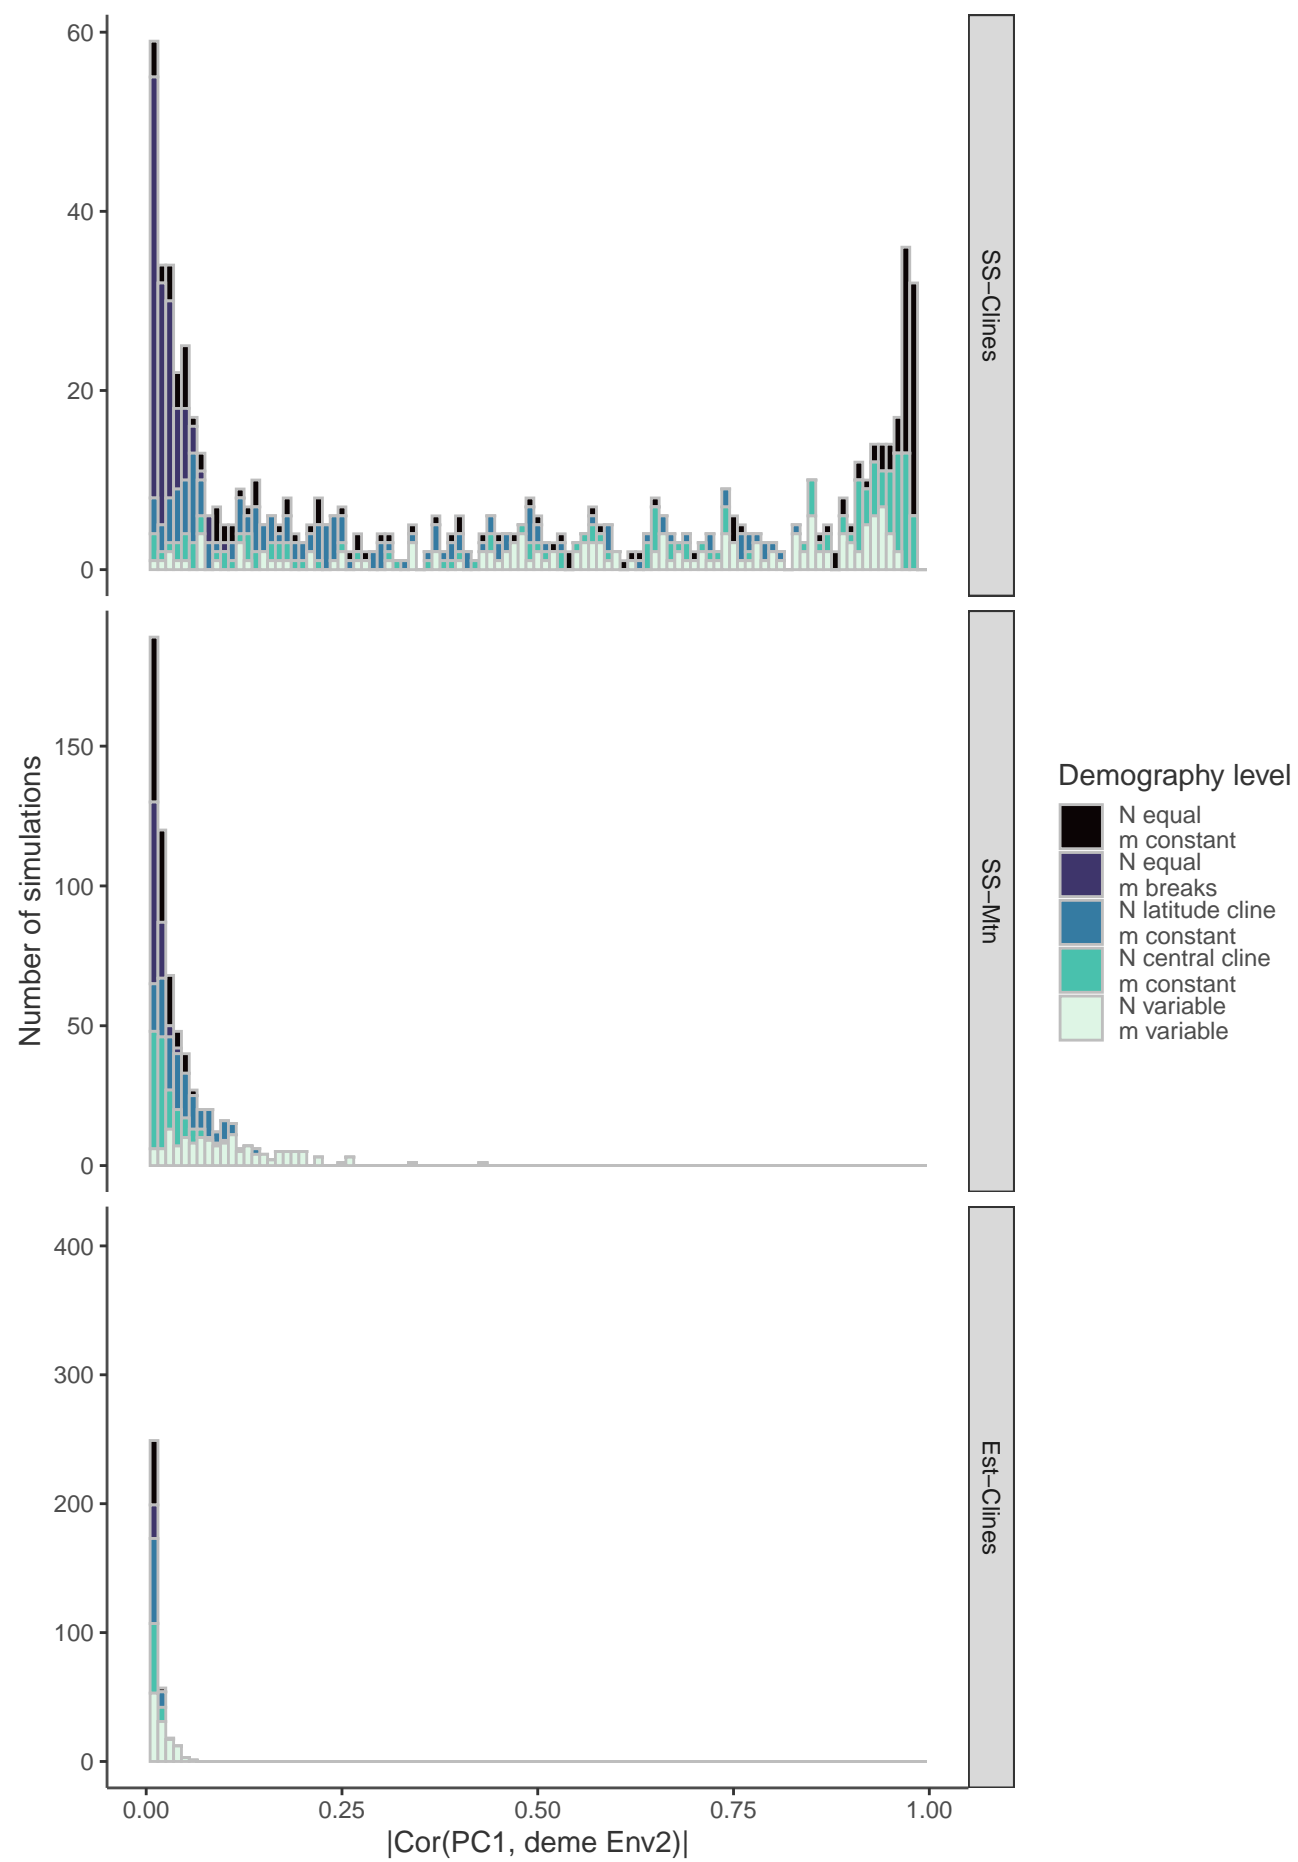 60
40
20
0
SS−Clines
Number of simulations
150
100
50
0
SS−Mtn
400
300
200
100
0
Est−Clines
0.00 0.25 0.50 0.75 1.00
|Cor(PC1, deme Env2)|
Demography level
N equal
m constant
N equal
m breaks
N latitude cline
m constant
N central cline
m constant
N variable
m variable